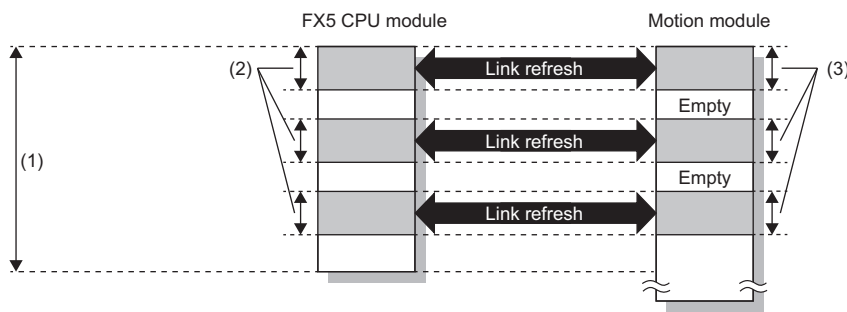 FX5 CPU module
Motion module
(2)
Link refresh
(3)
Empty
(1)
Link refresh
Empty
Link refresh